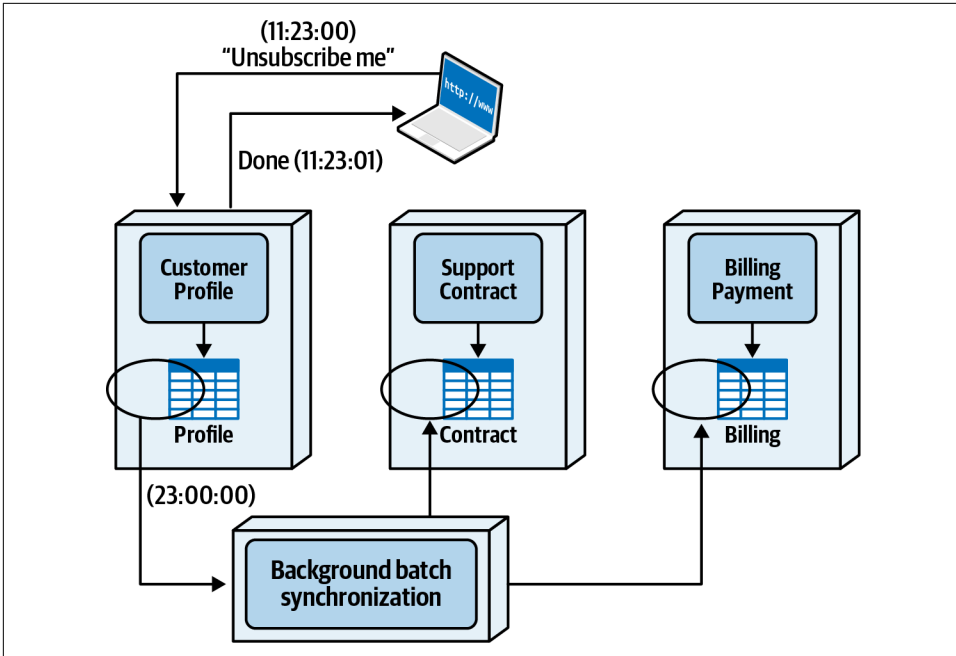 (11:23:00)
“Unsubscribe me”
http://www
Done (11:23:01)
Customer
Profile
Support
Contract
Billing
Payment
Profile
Contract
Billing
(23:00:00)
Background batch
synchronization